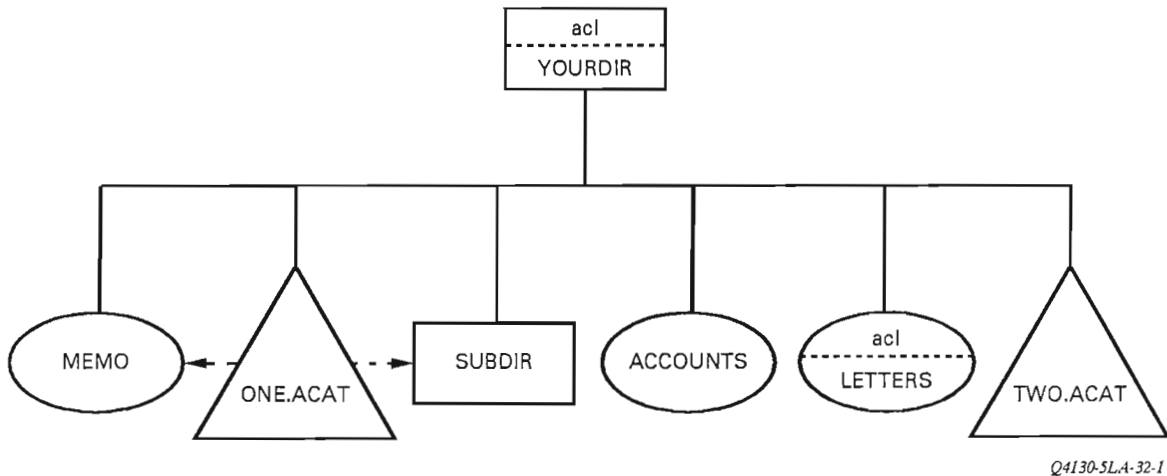 acl
YOURDIR
MEMO
ONE.ACAT
SUBDIR
ACCOUNTS
acl
LETTERS
TWO.ACAT
Q4130-5LA-32-1